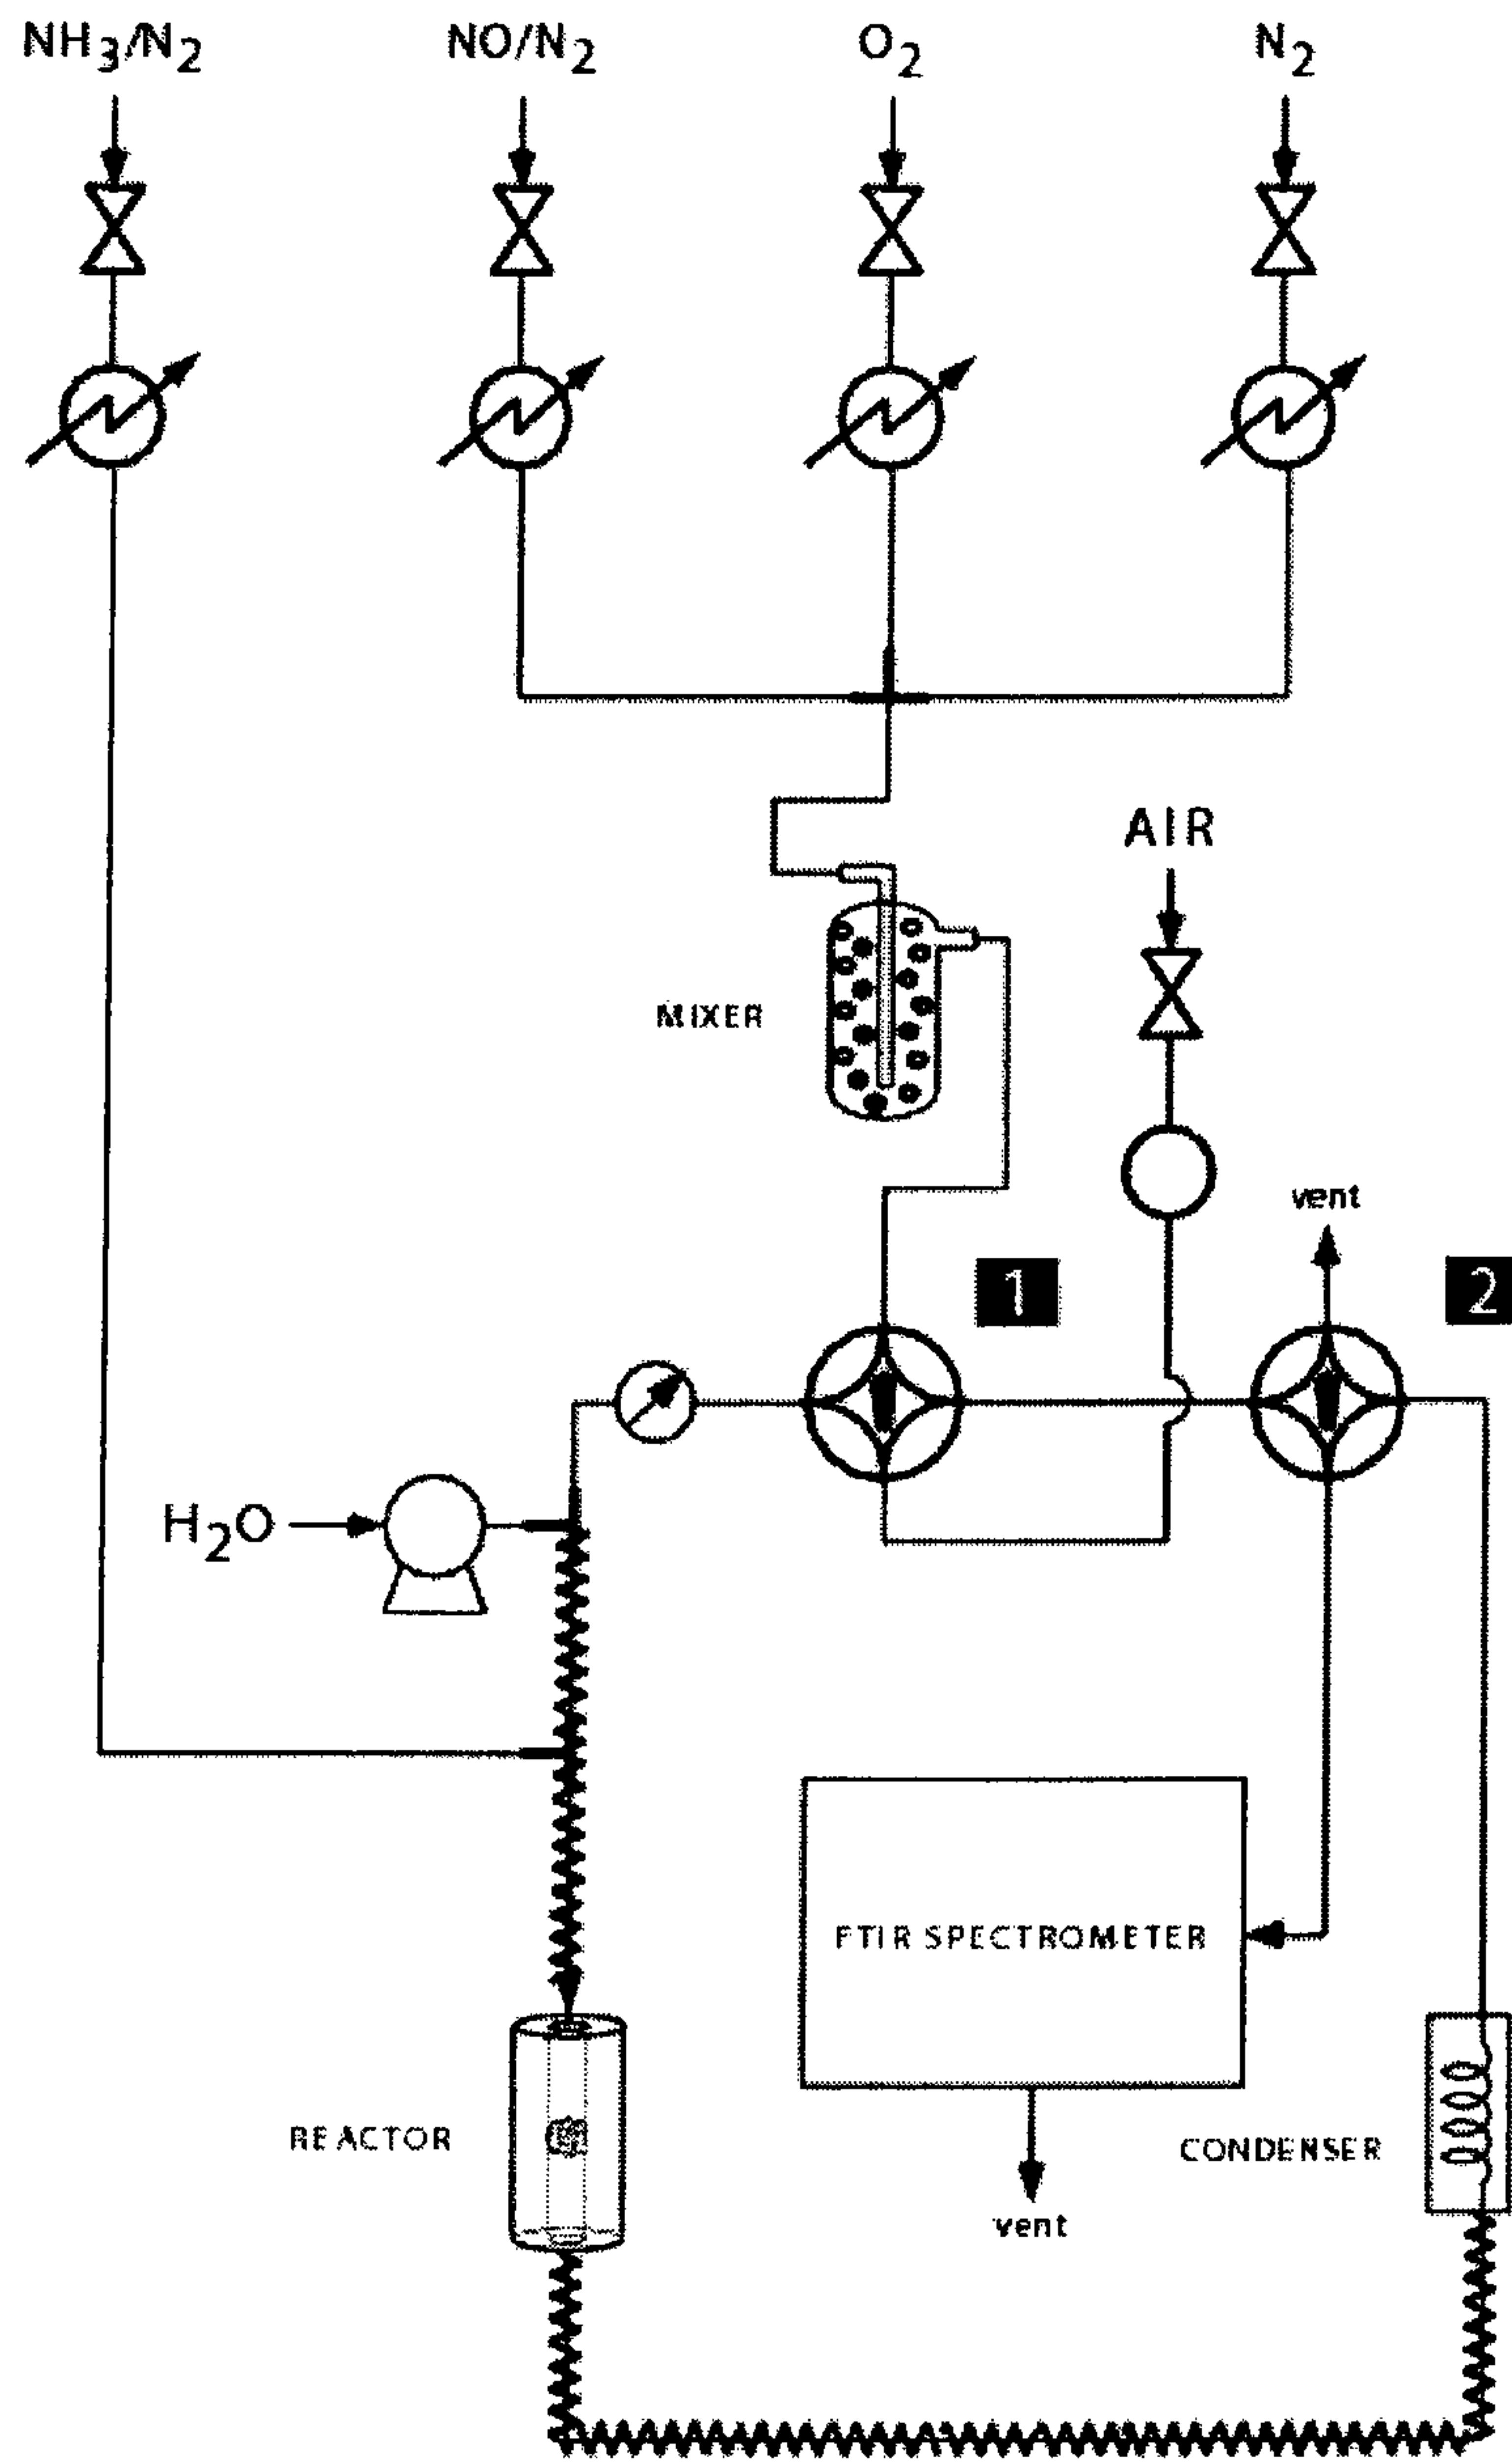 NH3/N2
NO/N2
O2
N2
AIR
MIXER
vent
1
2
H2O
FTIR SPECTROMETER
REACTOR
CONDENSER
vent